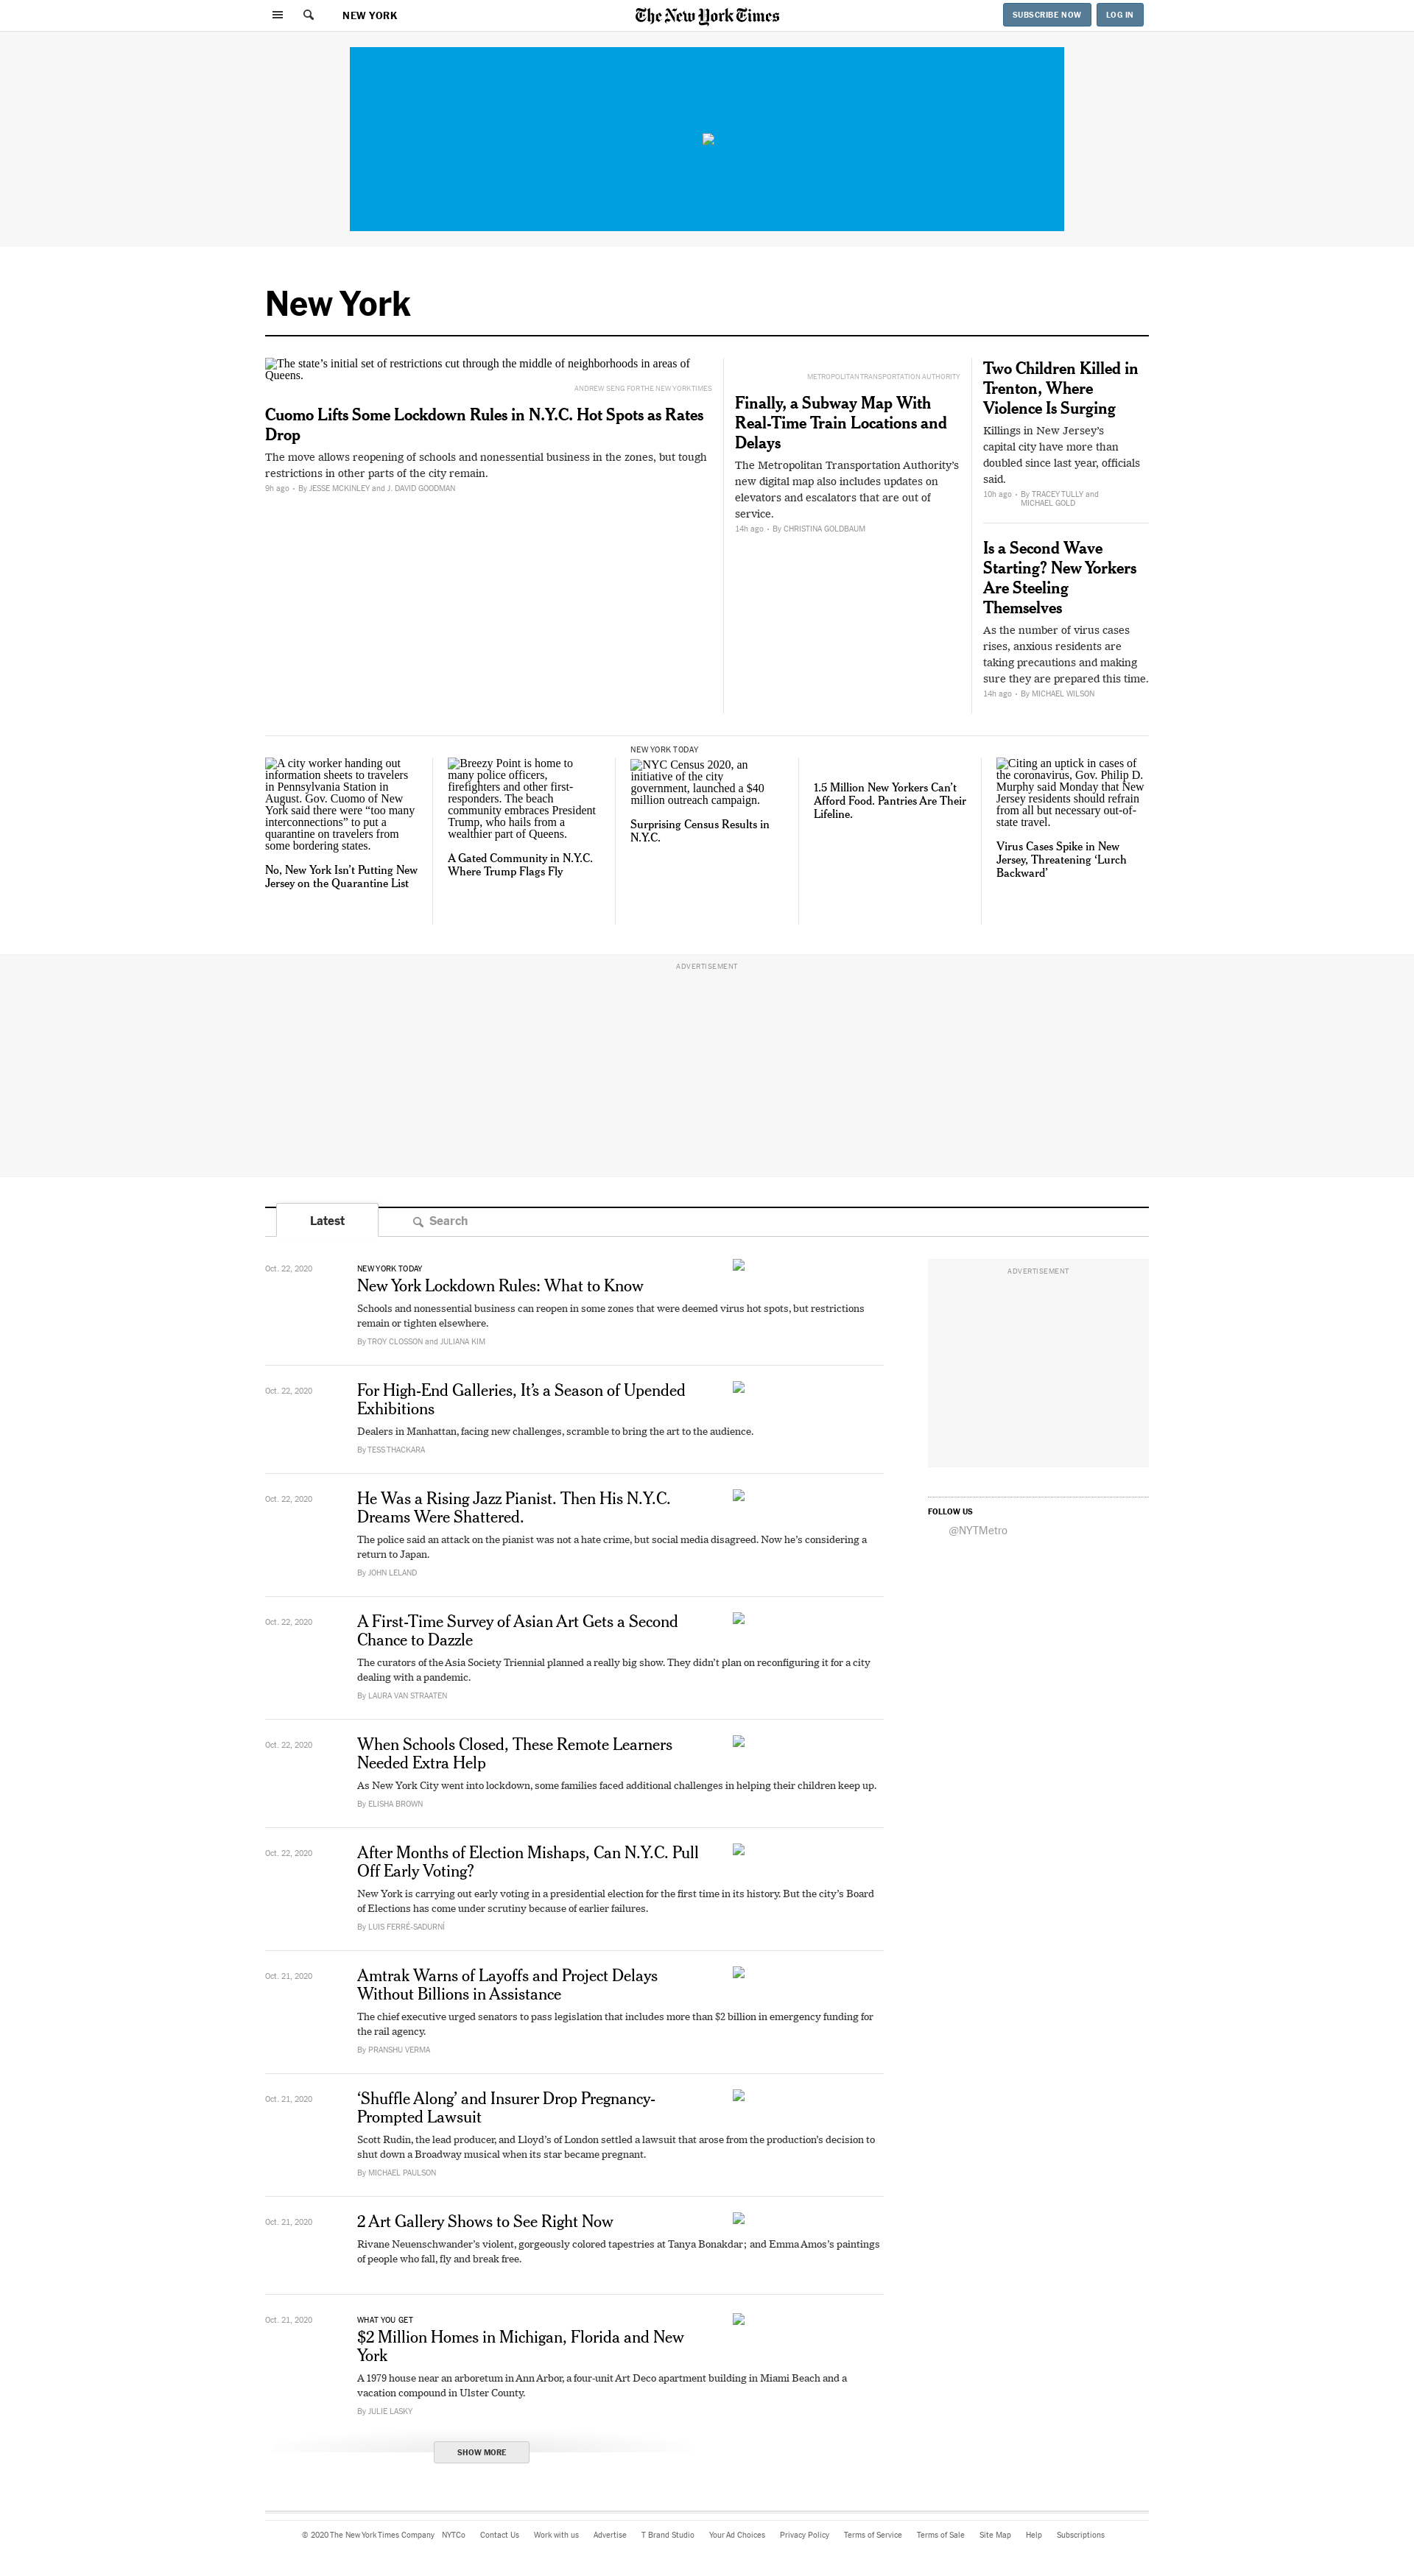 NEW YORK
The New York Times
SUBSCRIBE NOW
LOG IN
New York
The state’s initial set of restrictions cut through the middle of neighborhoods in areas of
Queens.
ANDREW SENG FOR THE NEW YORK TIMES
Cuomo Lifts Some Lockdown Rules in N.Y.C. Hot Spots as Rates
Drop
The move allows reopening of schools and nonessential business in the zones, but tough
restrictions in other parts of the city remain.
9h ago • By JESSE MCKINLEY and J. DAVID GOODMAN
METROPOLITAN TRANSPORTATION AUTHORITY
Finally, a Subway Map With
Real-Time Train Locations and
Delays
The Metropolitan Transportation Authority’s
new digital map also includes updates on
elevators and escalators that are out of
service.
14h ago • By CHRISTINA GOLDBAUM
Two Children Killed in
Trenton, Where
Violence Is Surging
Killings in New Jersey’s
capital city have more than
doubled since last year, officials
said.
10h ago • By TRACEY TULLY and
MICHAEL GOLD
Is a Second Wave
Starting? New Yorkers
Are Steeling
Themselves
As the number of virus cases
rises, anxious residents are
taking precautions and making
sure they are prepared this time.
14h ago • By MICHAEL WILSON
A city worker handing out
information sheets to travelers
in Pennsylvania Station in
August. Gov. Cuomo of New
York said there were “too many
interconnections” to put a
quarantine on travelers from
some bordering states.
No, New York Isn’t Putting New
Jersey on the Quarantine List
Breezy Point is home to
many police officers,
firefighters and other first-
responders. The beach
community embraces President
Trump, who hails from a
wealthier part of Queens.
A Gated Community in N.Y.C.
Where Trump Flags Fly
NEW YORK TODAY
NYC Census 2020, an
initiative of the city
government, launched a $40
million outreach campaign.
Surprising Census Results in
N.Y.C.
1.5 Million New Yorkers Can’t
Afford Food. Pantries Are Their
Lifeline.
Citing an uptick in cases of
the coronavirus, Gov. Philip D.
Murphy said Monday that New
Jersey residents should refrain
from all but necessary out-of-
state travel.
Virus Cases Spike in New
Jersey, Threatening ‘Lurch
Backward’
ADVERTISEMENT
Latest
Search
Oct. 22, 2020
NEW YORK TODAY
New York Lockdown Rules: What to Know
Schools and nonessential business can reopen in some zones that were deemed virus hot spots, but restrictions
remain or tighten elsewhere.
By TROY CLOSSON and JULIANA KIM
Oct. 22, 2020
For High-End Galleries, It’s a Season of Upended
Exhibitions
Dealers in Manhattan, facing new challenges, scramble to bring the art to the audience.
By TESS THACKARA
Oct. 22, 2020
He Was a Rising Jazz Pianist. Then His N.Y.C.
Dreams Were Shattered.
The police said an attack on the pianist was not a hate crime, but social media disagreed. Now he’s considering a
return to Japan.
By JOHN LELAND
Oct. 22, 2020
A First-Time Survey of Asian Art Gets a Second
Chance to Dazzle
The curators of the Asia Society Triennial planned a really big show. They didn’t plan on reconfiguring it for a city
dealing with a pandemic.
By LAURA VAN STRAATEN
Oct. 22, 2020
When Schools Closed, These Remote Learners
Needed Extra Help
As New York City went into lockdown, some families faced additional challenges in helping their children keep up.
By ELISHA BROWN
Oct. 22, 2020
After Months of Election Mishaps, Can N.Y.C. Pull
Off Early Voting?
New York is carrying out early voting in a presidential election for the first time in its history. But the city’s Board
of Elections has come under scrutiny because of earlier failures.
By LUIS FERRÉ-SADURNÍ
Oct. 21, 2020
Amtrak Warns of Layoffs and Project Delays
Without Billions in Assistance
The chief executive urged senators to pass legislation that includes more than $2 billion in emergency funding for
the rail agency.
By PRANSHU VERMA
Oct. 21, 2020
‘Shuffle Along’ and Insurer Drop Pregnancy-
Prompted Lawsuit
Scott Rudin, the lead producer, and Lloyd’s of London settled a lawsuit that arose from the production’s decision to
shut down a Broadway musical when its star became pregnant.
By MICHAEL PAULSON
Oct. 21, 2020
2 Art Gallery Shows to See Right Now
Rivane Neuenschwander’s violent, gorgeously colored tapestries at Tanya Bonakdar; and Emma Amos’s paintings
of people who fall, fly and break free.
Oct. 21, 2020
WHAT YOU GET
$2 Million Homes in Michigan, Florida and New
York
A 1979 house near an arboretum in Ann Arbor, a four-unit Art Deco apartment building in Miami Beach and a
vacation compound in Ulster County.
By JULIE LASKY
SHOW MORE
ADVERTISEMENT
FOLLOW US
@NYTMetro
© 2020 The New York Times Company NYTCo Contact Us Work with us Advertise T Brand Studio Your Ad Choices Privacy Policy Terms of Service Terms of Sale Site Map Help Subscriptions